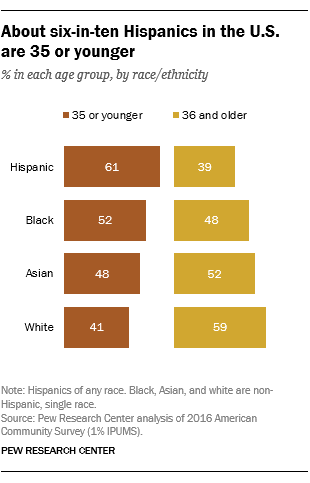 About six-in-ten Hispanics in the U.S.
are 35 or younger
% in each age group, by race/ethnicity
35 or younger 36 and older
Hispanic 61 39
Black 52 48
Asian 48 52
White 41 59
Note: Hispanics of any race. Black, Asian, and white are non-
Hispanic, single race.
Source: Pew Research Center analysis of 2016 American
Community Survey (1% IPUMS).
PEW RESEARCH CENTER